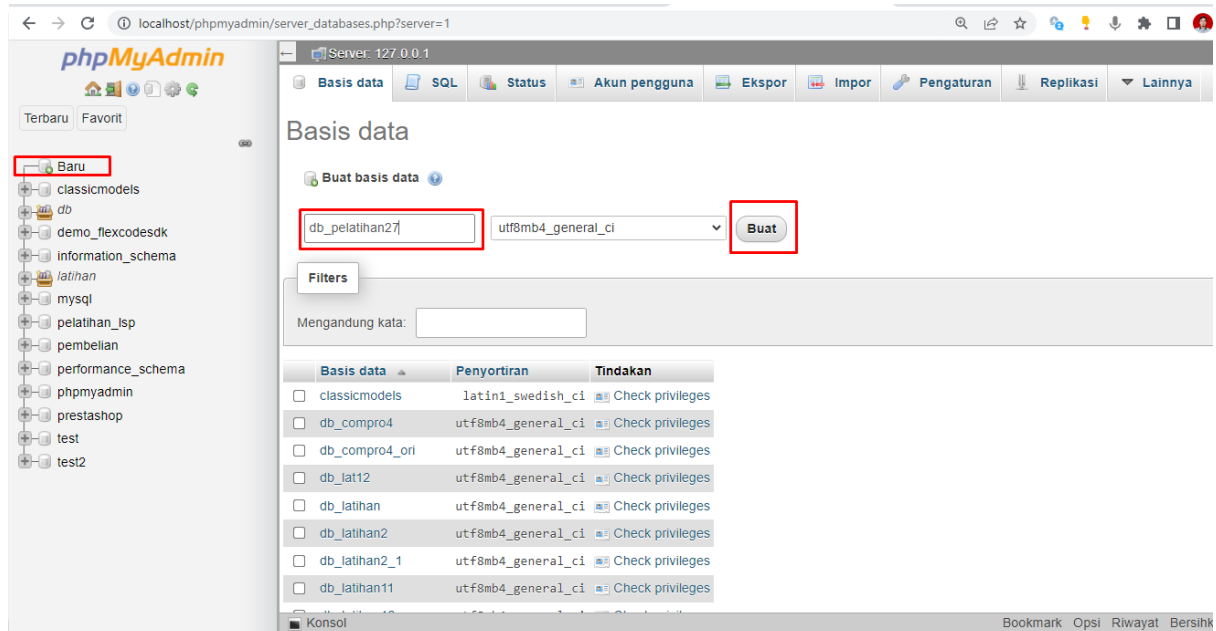 localhost/phpmyadmin/server_databases.php?server=1
phpMyAdmin
Terbaru Favorit
Baru
classicmodels
db
demo_flexcodesdk
information_schema
latihan
mysql
pelatihan_lsp
pembelian
performance_schema
phpmyadmin
prestashop
test
test2
Server: 127.0.0.1
Basis data SQL Status Akun pengguna Ekspor Impor Pengaturan Replikasi Lainnya
Basis data
Buat basis data
db_pelatihan27 utf8mb4_general_ci Buat
Filters
Mengandung kata:
Basis data Penyortiran Tindakan
classicmodels latin1_swedish_ci Check privileges
db_compro4 utf8mb4_general_ci Check privileges
db_compro4_ori utf8mb4_general_ci Check privileges
db_lat12 utf8mb4_general_ci Check privileges
db_latihan utf8mb4_general_ci Check privileges
db_latihan2 utf8mb4_general_ci Check privileges
db_latihan2_1 utf8mb4_general_ci Check privileges
db_latihan11 utf8mb4_general_ci Check privileges
Konsol Bookmark Opsi Riwayat Bersihk